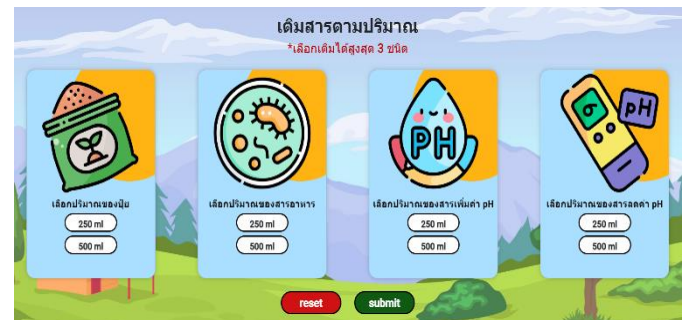 เติมสารตามปริมาณ
*เลือกเติมได้สูงสุด 3 ชนิด
PH
σ pH
เลือกปริมาณของปุ๋ย
250 ml
500 ml
เลือกปริมาณของสารอาหาร
250 ml
500 ml
เลือกปริมาณของสารเพิ่มค่า pH
250 ml
500 ml
เลือกปริมาณของสารลดค่า pH
250 ml
500 ml
reset
submit